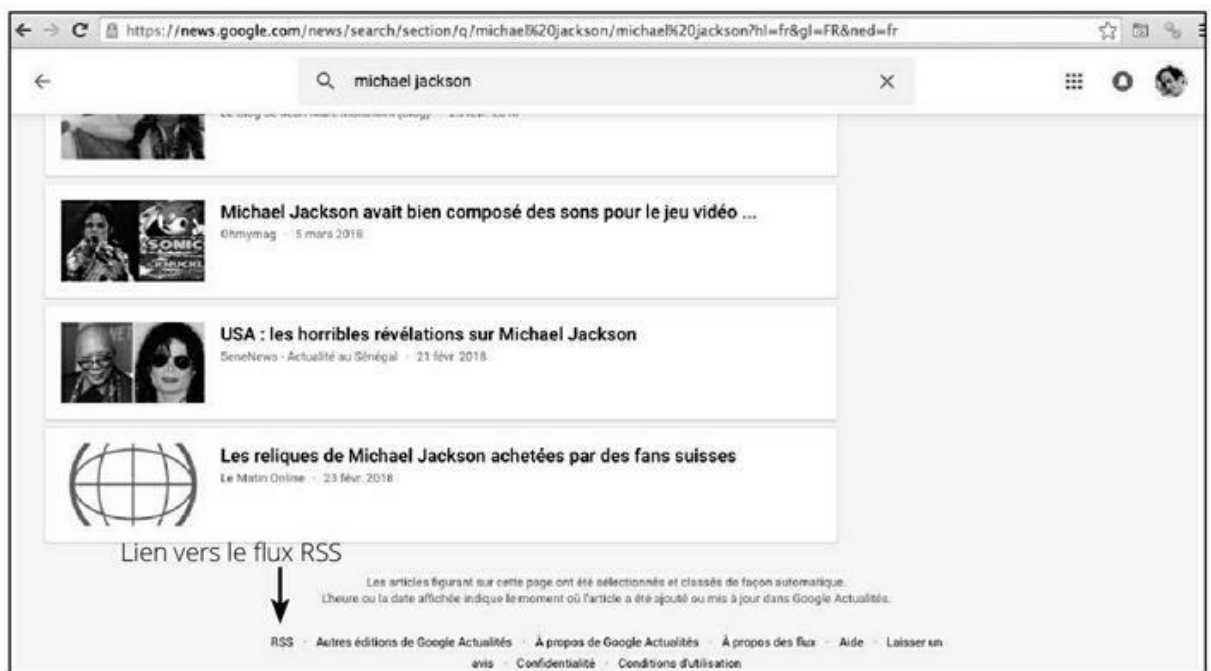 https://news.google.com/news/search/section/q/michael%20jackson/michael%20jackson?hl=fr&gl=FR&ned=fr
michael jackson
Michael Jackson avait bien composé des sons pour le jeu vidéo ...
Ohmymag - 5 mars 2018
SONIC
KNUCKL
USA : les horribles révélations sur Michael Jackson
SeneNews - Actualité au Sénégal - 21 févr. 2018
Les reliques de Michael Jackson achetées par des fans suisses
Le Matin Online - 23 févr. 2018
Lien vers le flux RSS
Les articles figurant sur cette page ont été sélectionnés et classés de façon automatique.
L'heure ou la date affichée indique le moment où l'article a été ajouté ou mis à jour dans Google Actualités.
RSS - Autres éditions de Google Actualités - À propos de Google Actualités - À propos des flux - Aide - Laisser un
avis - Confidentialité - Conditions d'utilisation